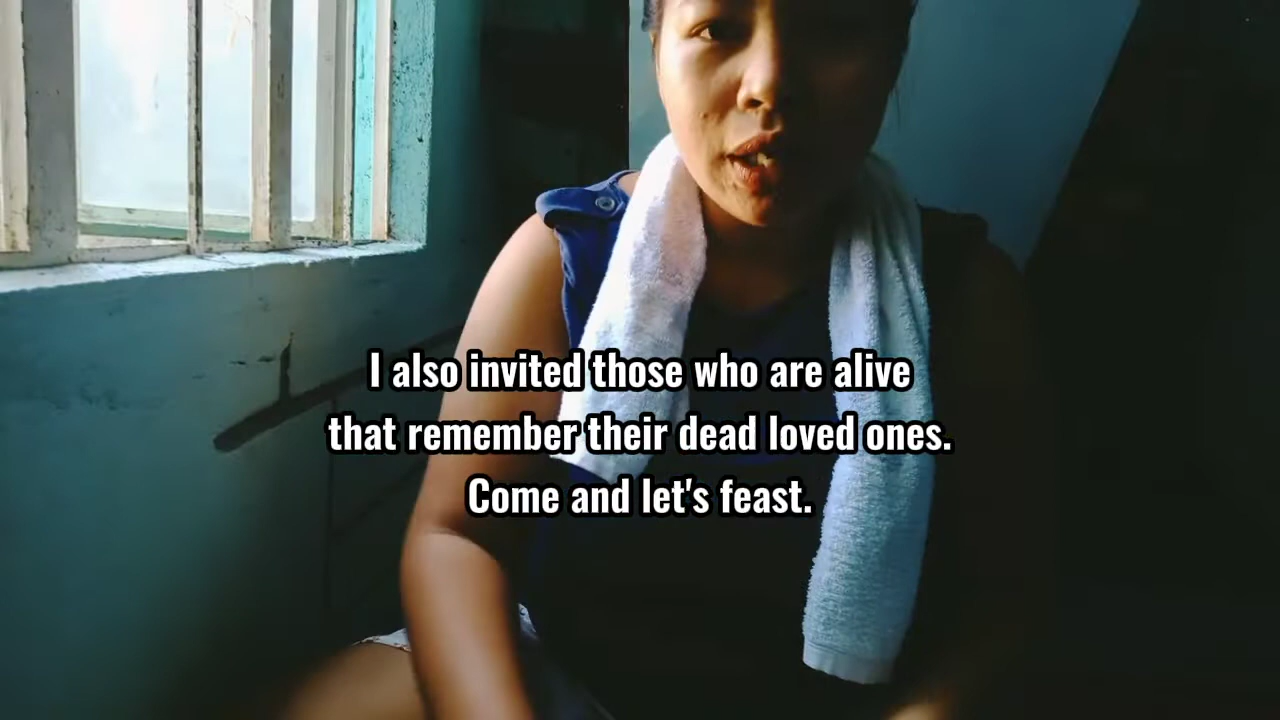 I also invited those who are alive
that remember their dead loved ones.
Come and let's feast.